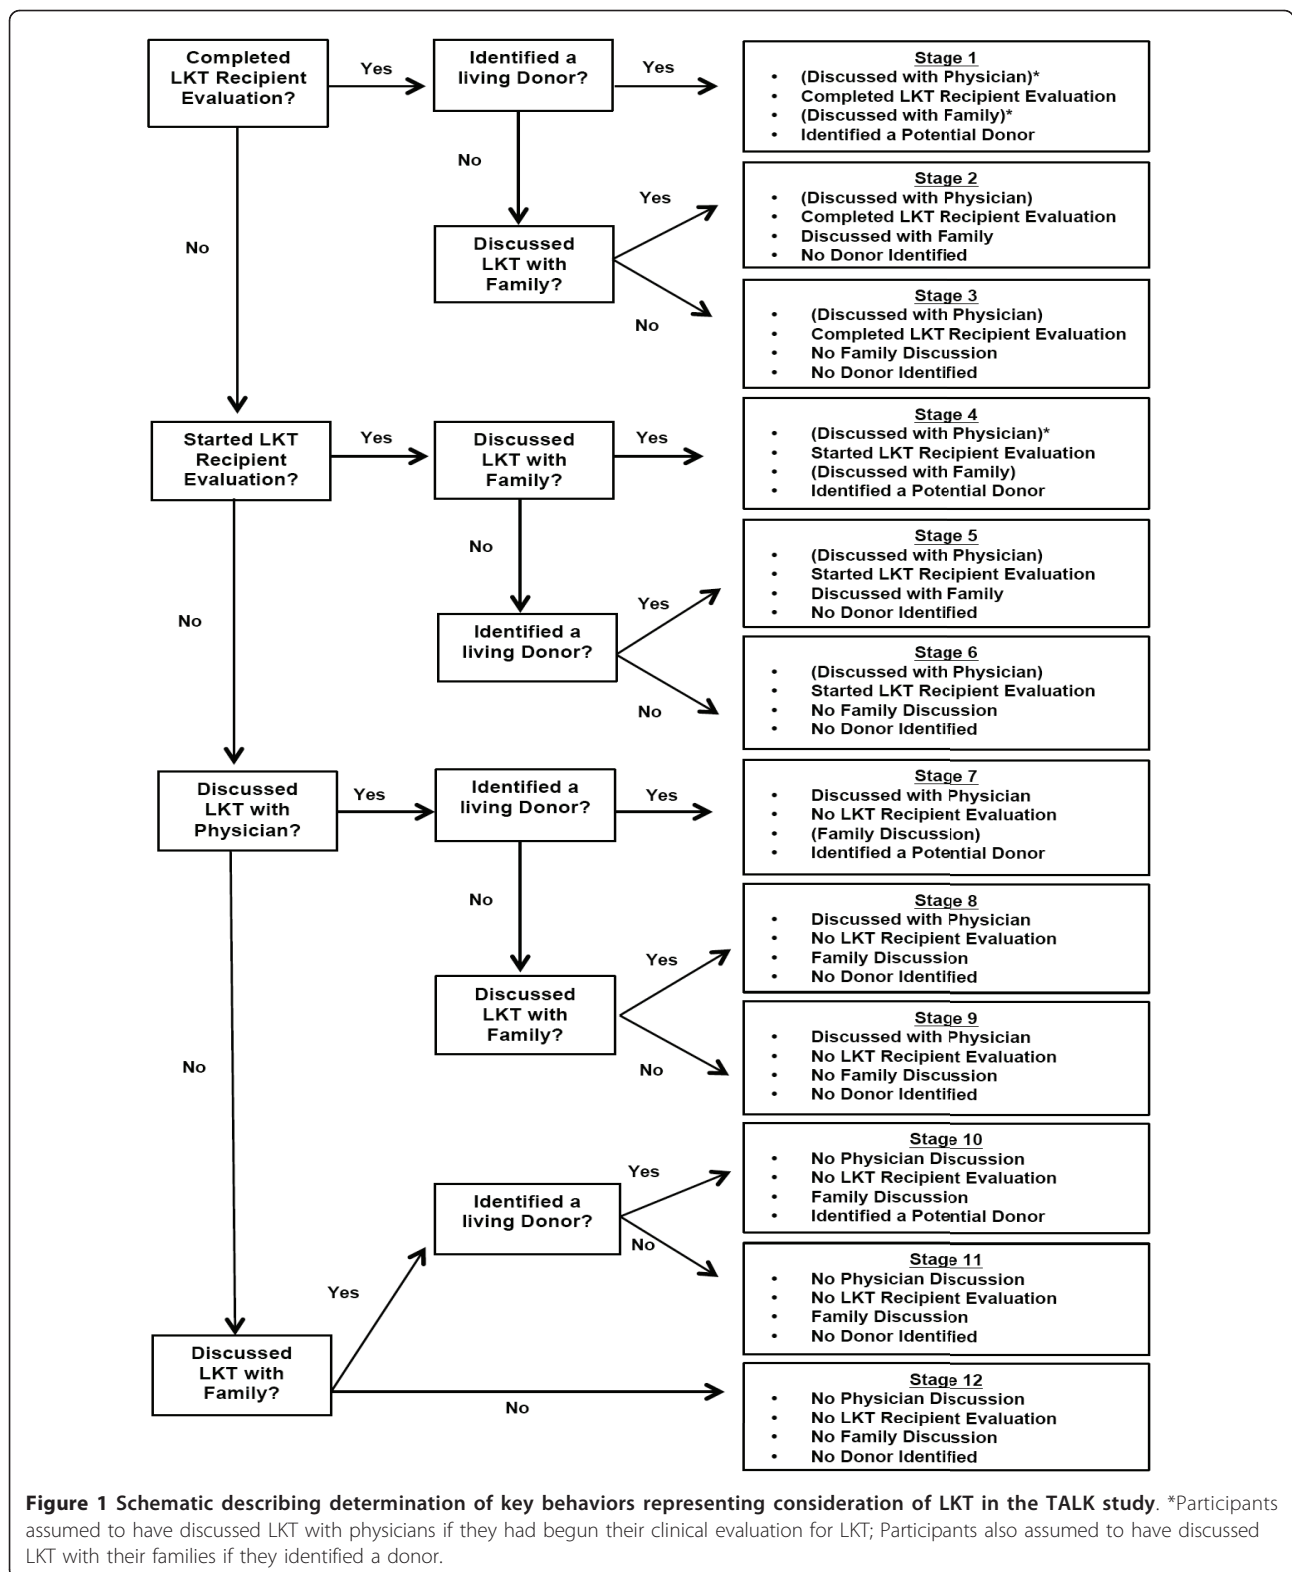 Completed
LKT Recipient
Evaluation?
Yes
Identified a
living Donor?
Yes
Stage 1
• (Discussed with Physician)*
• Completed LKT Recipient Evaluation
• (Discussed with Family)*
• Identified a Potential Donor
No
Discussed
LKT with
Family?
Yes
No
Stage 2
• (Discussed with Physician)
• Completed LKT Recipient Evaluation
• Discussed with Family
• No Donor Identified
Stage 3
• (Discussed with Physician)
• Completed LKT Recipient Evaluation
• No Family Discussion
• No Donor Identified
No
Started LKT
Recipient
Evaluation?
Yes
Discussed
LKT with
Family?
Yes
Stage 4
• (Discussed with Physician)*
• Started LKT Recipient Evaluation
• (Discussed with Family)
• Identified a Potential Donor
No
Identified a
living Donor?
Yes
No
Stage 5
• (Discussed with Physician)
• Started LKT Recipient Evaluation
• Discussed with Family
• No Donor Identified
Stage 6
• (Discussed with Physician)
• Started LKT Recipient Evaluation
• No Family Discussion
• No Donor Identified
No
Discussed
LKT with
Physician?
Yes
Identified a
living Donor?
Yes
Stage 7
• Discussed with Physician
• No LKT Recipient Evaluation
• (Family Discussion)
• Identified a Potential Donor
No
Discussed
LKT with
Family?
Yes
No
Stage 8
• Discussed with Physician
• No LKT Recipient Evaluation
• Family Discussion
• No Donor Identified
Stage 9
• Discussed with Physician
• No LKT Recipient Evaluation
• No Family Discussion
• No Donor Identified
No
Discussed
LKT with
Family?
Yes
Identified a
living Donor?
Yes
No
Stage 10
• No Physician Discussion
• No LKT Recipient Evaluation
• Family Discussion
• Identified a Potential Donor
Stage 11
• No Physician Discussion
• No LKT Recipient Evaluation
• Family Discussion
• No Donor Identified
No
Stage 12
• No Physician Discussion
• No LKT Recipient Evaluation
• No Family Discussion
• No Donor Identified
Figure 1 Schematic describing determination of key behaviors representing consideration of LKT in the TALK study. *Participants
assumed to have discussed LKT with physicians if they had begun their clinical evaluation for LKT; Participants also assumed to have discussed
LKT with their families if they identified a donor.